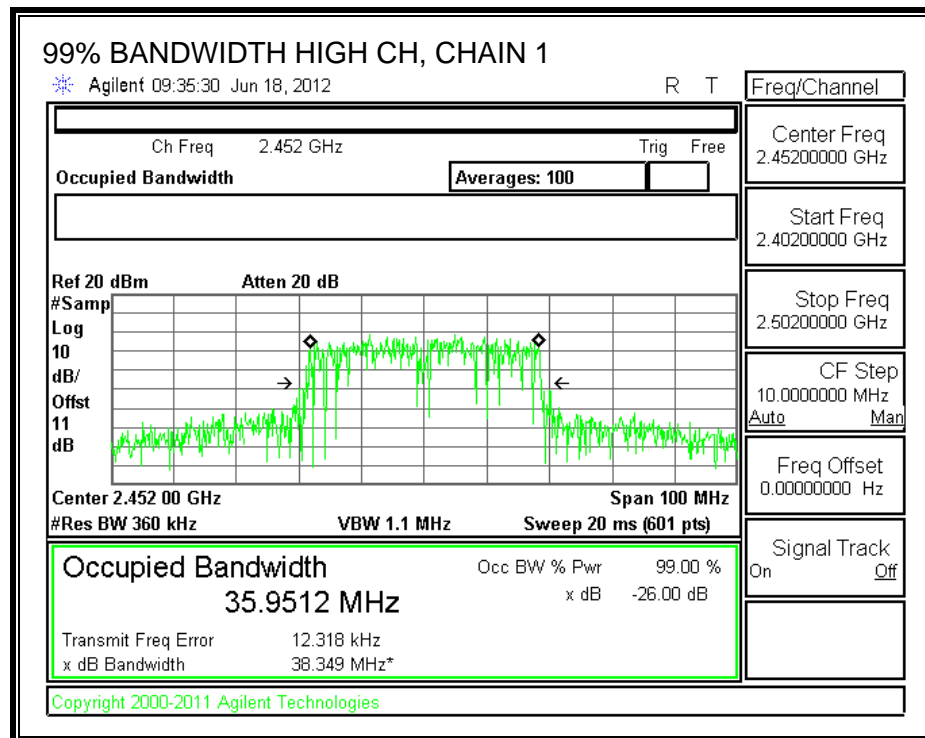 99% BANDWIDTH HIGH CH, CHAIN 1
Agilent 09:35:30 Jun 18, 2012 R T
Freq/Channel
Ch Freq 2.452 GHz Trig Free
Occupied Bandwidth Averages: 100
Center Freq
2.45200000 GHz
Start Freq
2.40200000 GHz
Stop Freq
2.50200000 GHz
CF Step
10.0000000 MHz
Auto Man
Freq Offset
0.00000000 Hz
Signal Track
On Off
Ref 20 dBm Atten 20 dB
#Samp
Log
10
dB/
Offst
11
dB
Center 2.452 00 GHz Span 100 MHz
#Res BW 360 kHz VBW 1.1 MHz Sweep 20 ms (601 pts)
Occupied Bandwidth Occ BW % Pwr 99.00 %
35.9512 MHz x dB -26.00 dB
Transmit Freq Error 12.318 kHz
x dB Bandwidth 38.349 MHz*
Copyright 2000-2011 Agilent Technologies